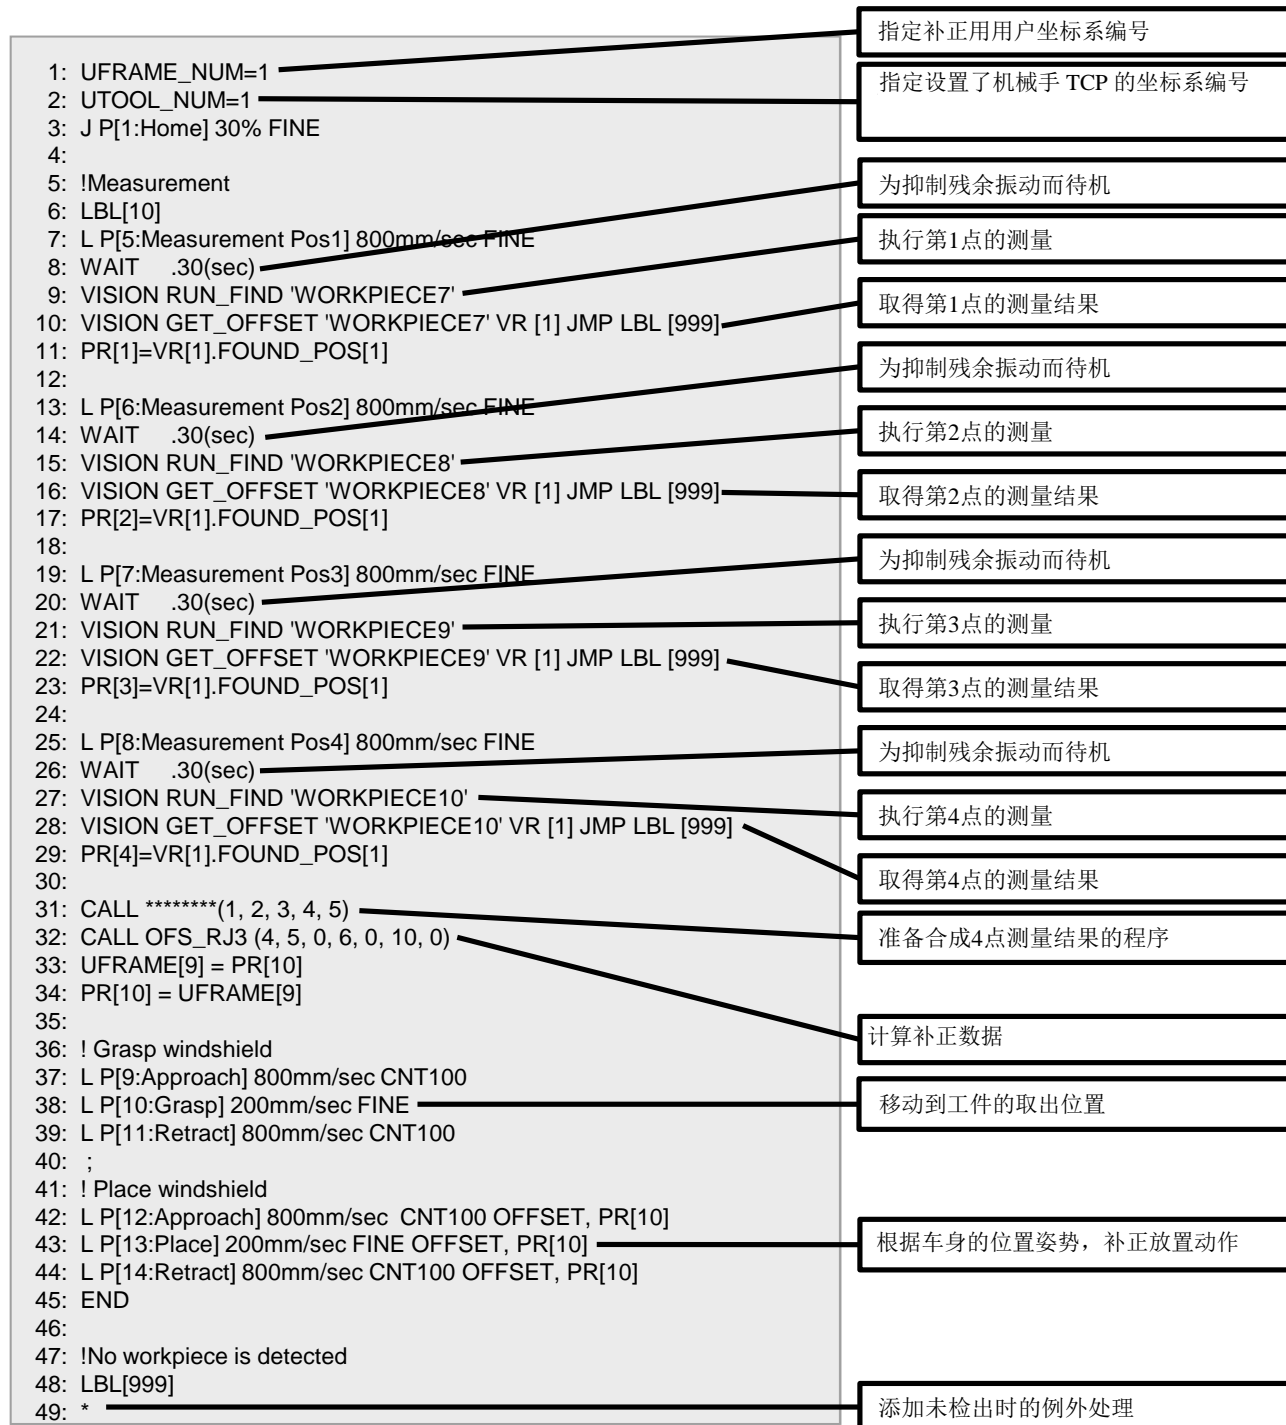 1: UFRAME_NUM=1
2: UTOOL_NUM=1
3: J P[1:Home] 30% FINE
4:
5: !Measurement
6: LBL[10]
7: L P[5:Measurement Pos1] 800mm/sec FINE
8: WAIT .30(sec)
9: VISION RUN_FIND 'WORKPIECE7'
10: VISION GET_OFFSET 'WORKPIECE7' VR [1] JMP LBL [999]
11: PR[1]=VR[1].FOUND_POS[1]
12:
13: L P[6:Measurement Pos2] 800mm/sec FINE
14: WAIT .30(sec)
15: VISION RUN_FIND 'WORKPIECE8'
16: VISION GET_OFFSET 'WORKPIECE8' VR [1] JMP LBL [999]
17: PR[2]=VR[1].FOUND_POS[1]
18:
19: L P[7:Measurement Pos3] 800mm/sec FINE
20: WAIT .30(sec)
21: VISION RUN_FIND 'WORKPIECE9'
22: VISION GET_OFFSET 'WORKPIECE9' VR [1] JMP LBL [999]
23: PR[3]=VR[1].FOUND_POS[1]
24:
25: L P[8:Measurement Pos4] 800mm/sec FINE
26: WAIT .30(sec)
27: VISION RUN_FIND 'WORKPIECE10'
28: VISION GET_OFFSET 'WORKPIECE10' VR [1] JMP LBL [999]
29: PR[4]=VR[1].FOUND_POS[1]
30:
31: CALL ********(1, 2, 3, 4, 5)
32: CALL OFS_RJ3 (4, 5, 0, 6, 0, 10, 0)
33: UFRAME[9] = PR[10]
34: PR[10] = UFRAME[9]
35:
36: ! Grasp windshield
37: L P[9:Approach] 800mm/sec CNT100
38: L P[10:Grasp] 200mm/sec FINE
39: L P[11:Retract] 800mm/sec CNT100
40: ;
41: ! Place windshield
42: L P[12:Approach] 800mm/sec CNT100 OFFSET, PR[10]
43: L P[13:Place] 200mm/sec FINE OFFSET, PR[10]
44: L P[14:Retract] 800mm/sec CNT100 OFFSET, PR[10]
45: END
46:
47: !No workpiece is detected
48: LBL[999]
49: *
指定补正用用户坐标系编号
指定设置了机械手 TCP 的坐标系编号
为抑制残余振动而待机
执行第1点的测量
取得第1点的测量结果
为抑制残余振动而待机
执行第2点的测量
取得第2点的测量结果
为抑制残余振动而待机
执行第3点的测量
取得第3点的测量结果
为抑制残余振动而待机
执行第4点的测量
取得第4点的测量结果
准备合成4点测量结果的程序
计算补正数据
移动到工件的取出位置
根据车身的位置姿势，补正放置动作
添加未检出时的例外处理